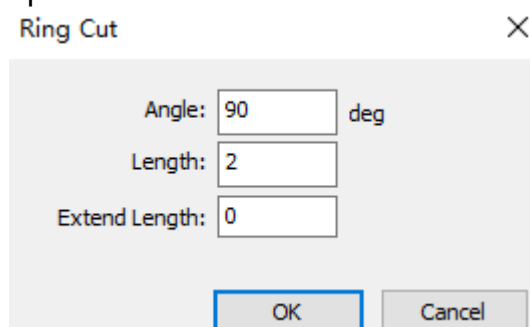 Ring Cut
Angle: 90 deg
Length: 2
Extend Length: 0
OK Cancel